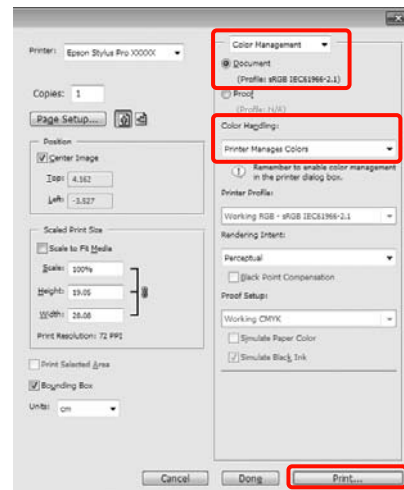 Printer: Epson Stylus Pro XXXXX
Copies: 1
Page Setup...
Position
Center Image
Top: 4.162
Left: -3.527
Scaled Print Size
Scale to Fit Media
Scale: 100%
Height: 19.05
Width: 28.08
Print Resolution: 72 PPI
Print Selected Area
Bounding Box
Units: cm
Color Management
Document
(Profile: sRGB IEC61966-2.1)
Proof
(Profile: N/A)
Color Handling:
Printer Manages Colors
Remember to enable color management
in the printer dialog box.
Printer Profile:
Working RGB - sRGB IEC61966-2.1
Rendering Intent:
Perceptual
Black Point Compensation
Proof Setup:
Working CMYK
Simulate Paper Color
Simulate Black Ink
Cancel
Done
Print...